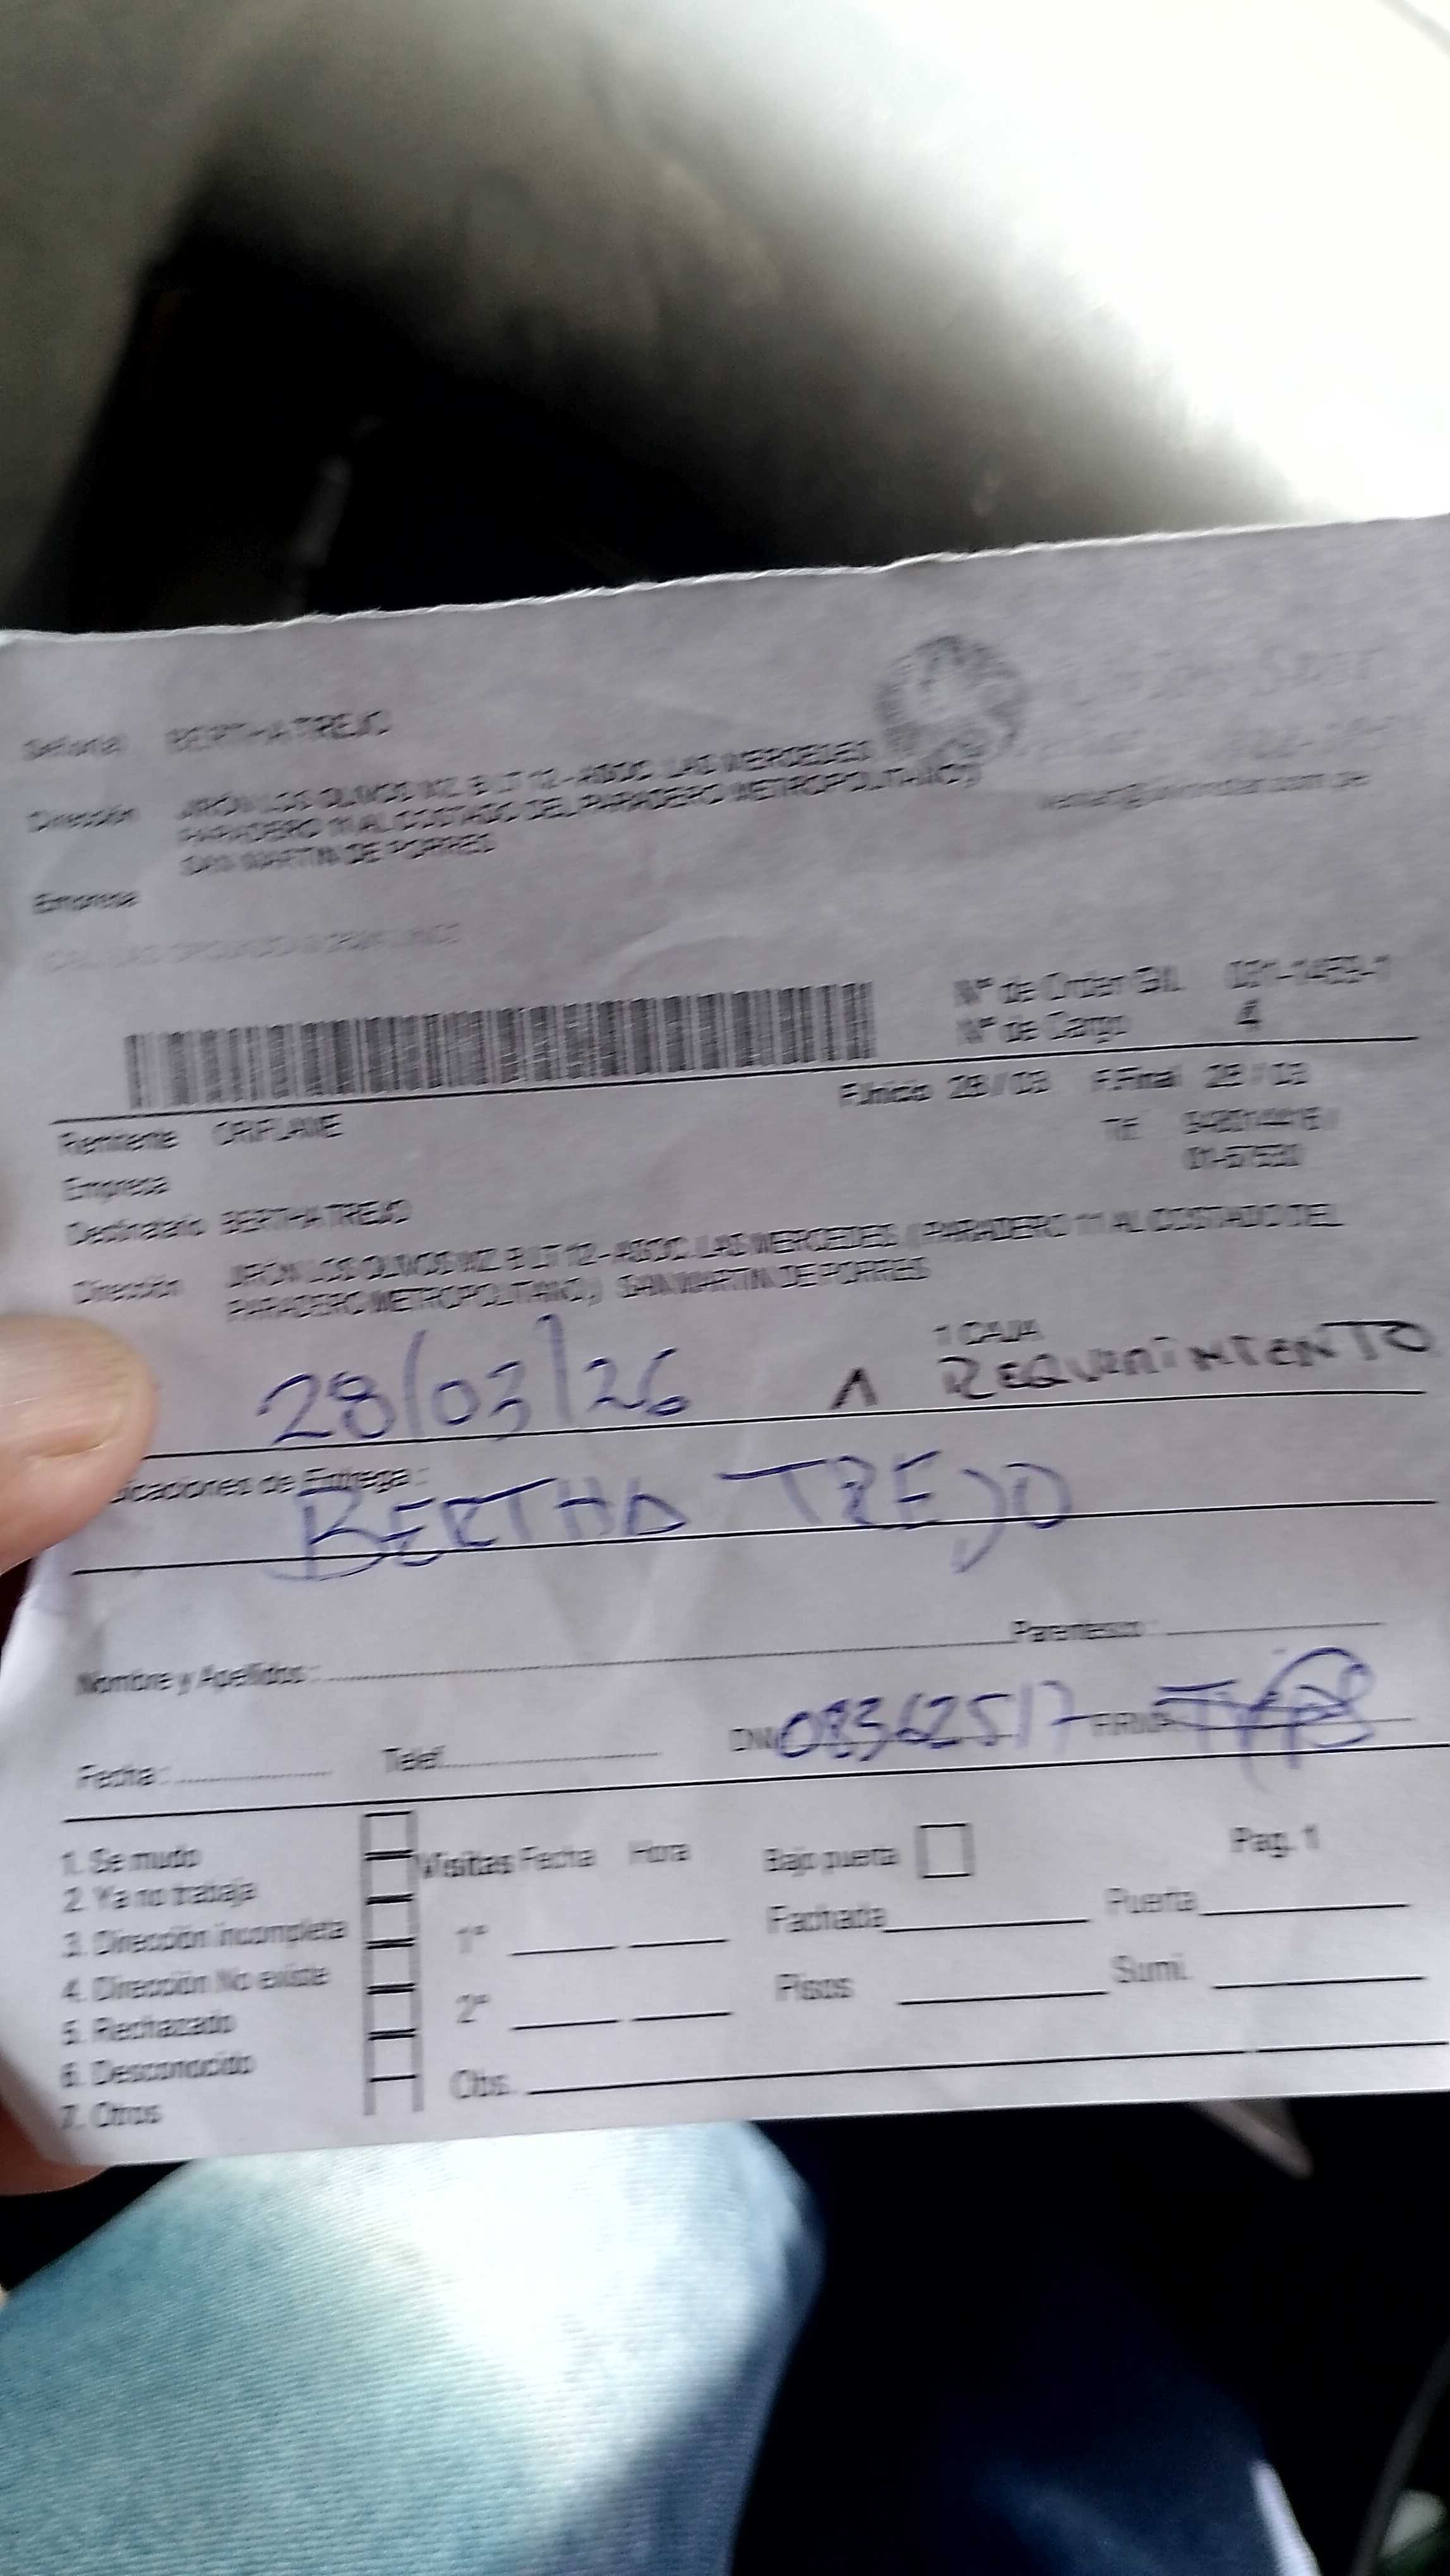 Señor(a) BERTHA TREJO
Dirección JIRÓN LOS OLIVOS MZ. B LT 12 - ASOC. LAS MERCEDES (
PARADERO 11 AL COSTADO DEL PARADERO METROPOLITANO)
SAN MARTIN DE PORRES
Empresa
Nº de Orden G\L. 031-1453-1
Nº de Cargo 4
F.Inicio 28 / 03 F.Final 28 / 03
Remitente ORIFLAME
Empresa
Tlf.
Destinatario BERTHA TREJO
Dirección JIRÓN LOS OLIVOS MZ. B LT 12 - ASOC. LAS MERCEDES ( PARADERO 11 AL COSTADO DEL
PARADERO METROPOLITANO) SAN MARTIN DE PORRES
1 CAJA
28/03/26 1 REQUERIMIENTO
Indicaciones de Entrega :
BERTHA TREJO
Nombre y Apellidos : Parentesco :
Fecha : Telef. DNI 08362517 FIRMA
1. Se mudo
2. Ya no trabaja
3. Dirección incompleta
4. Dirección No existe
5. Rechazado
6. Desconocido
7. Otros
Visitas Fecha Hora
1º
2º
Obs.
Bajo puerta Pag. 1
Fachada Puerta
Pisos Sumi.